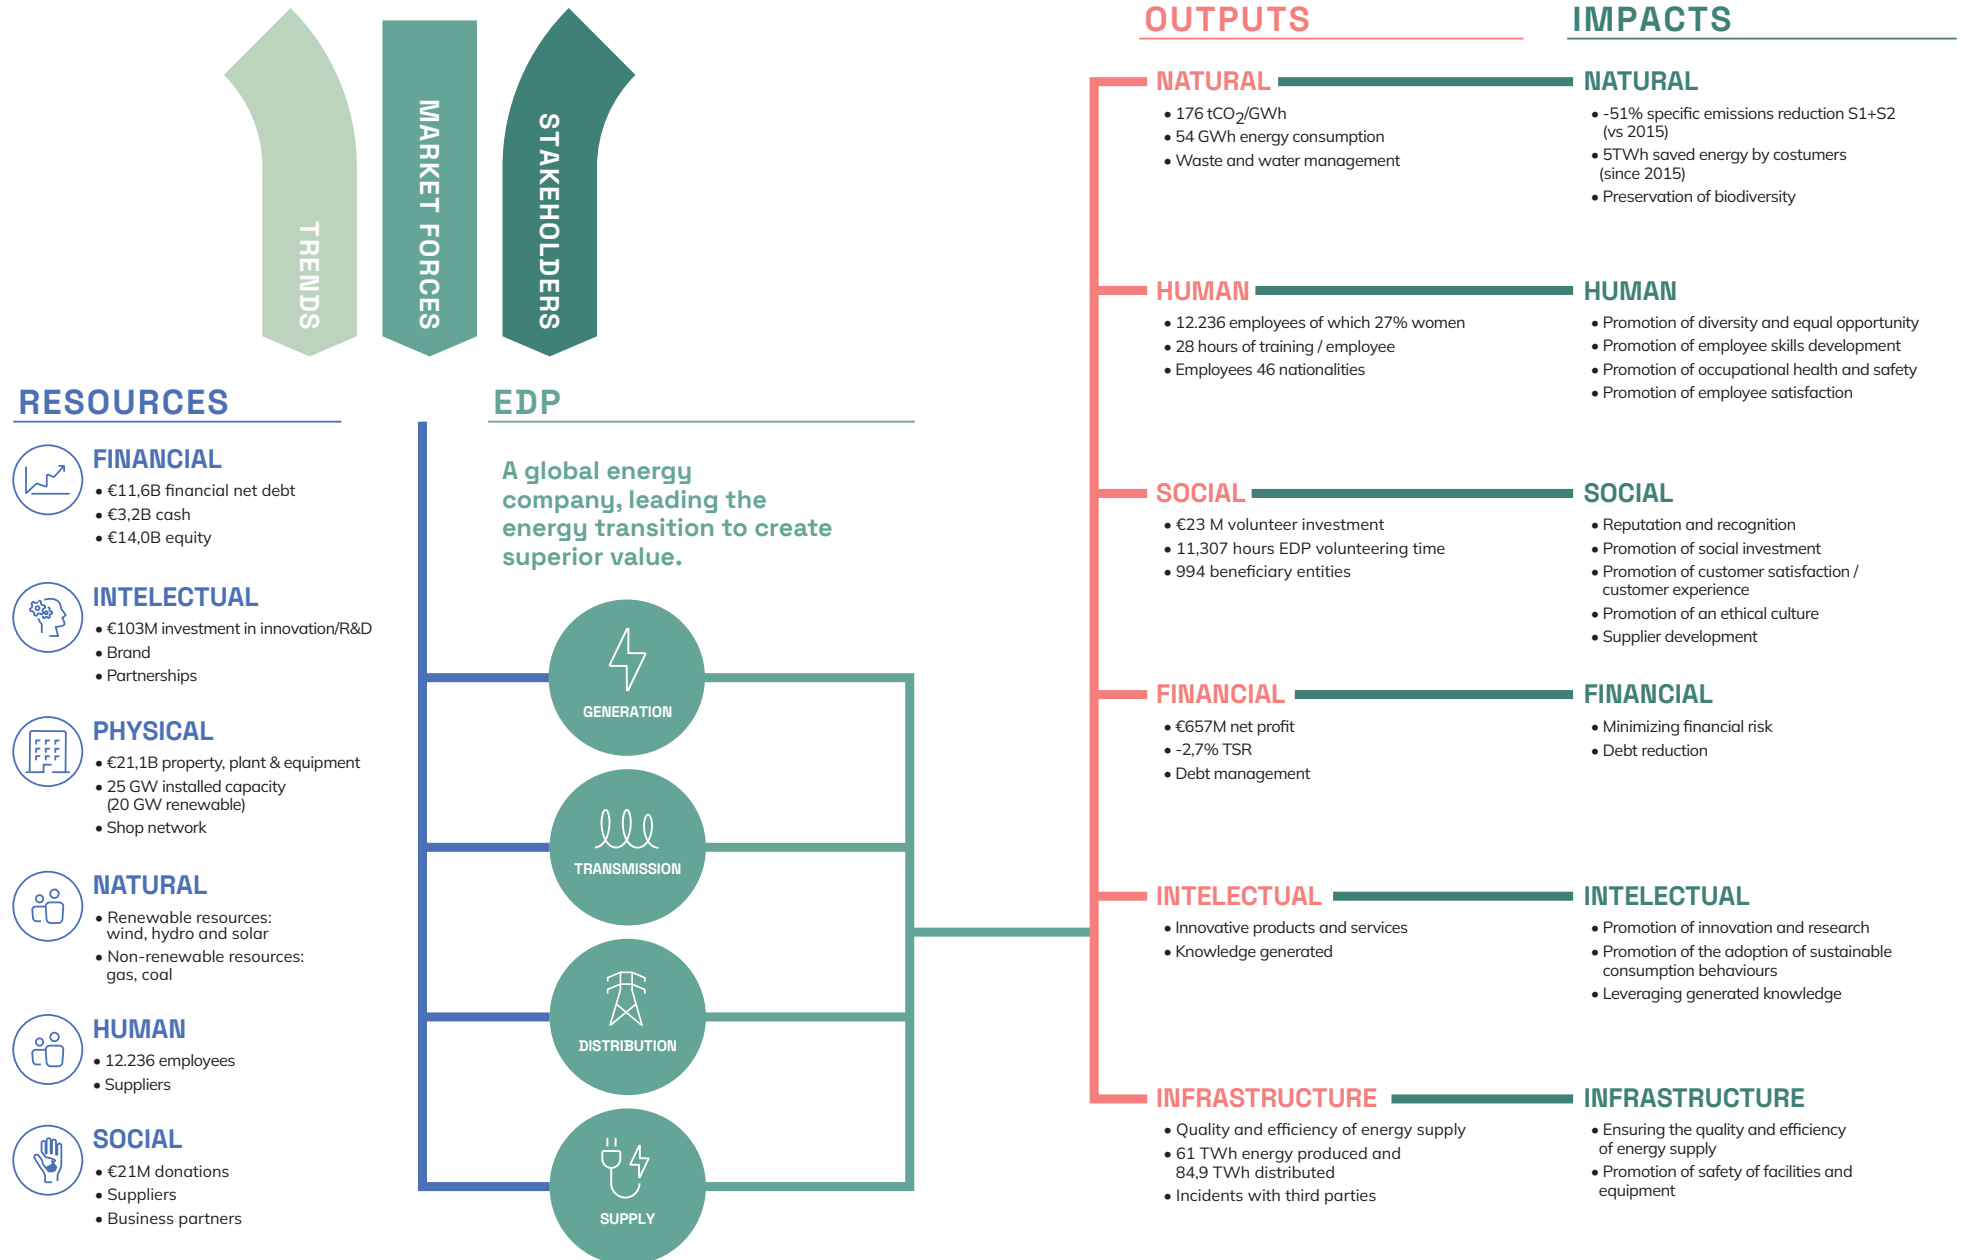 TRENDS
MARKET FORCES
STAKEHOLDERS
RESOURCES
FINANCIAL
• €11,6B financial net debt
• €3,2B cash
• €14,0B equity
INTELECTUAL
• €103M investment in innovation/R&D
• Brand
• Partnerships
PHYSICAL
• €21,1B property, plant & equipment
• 25 GW installed capacity
(20 GW renewable)
• Shop network
NATURAL
• Renewable resources:
wind, hydro and solar
• Non-renewable resources:
gas, coal
HUMAN
• 12.236 employees
• Suppliers
SOCIAL
• €21M donations
• Suppliers
• Business partners
EDP
A global energy
company, leading the
energy transition to create
superior value.
GENERATION
TRANSMISSION
DISTRIBUTION
SUPPLY
OUTPUTS
NATURAL
• 176 tCO2/GWh
• 54 GWh energy consumption
• Waste and water management
HUMAN
• 12.236 employees of which 27% women
• 28 hours of training / employee
• Employees 46 nationalities
SOCIAL
• €23 M volunteer investment
• 11,307 hours EDP volunteering time
• 994 beneficiary entities
FINANCIAL
• €657M net profit
• -2,7% TSR
• Debt management
INTELECTUAL
• Innovative products and services
• Knowledge generated
INFRASTRUCTURE
• Quality and efficiency of energy supply
• 61 TWh energy produced and
84,9 TWh distributed
• Incidents with third parties
IMPACTS
NATURAL
• -51% specific emissions reduction S1+S2
(vs 2015)
• 5TWh saved energy by costumers
(since 2015)
• Preservation of biodiversity
HUMAN
• Promotion of diversity and equal opportunity
• Promotion of employee skills development
• Promotion of occupational health and safety
• Promotion of employee satisfaction
SOCIAL
• Reputation and recognition
• Promotion of social investment
• Promotion of customer satisfaction /
customer experience
• Promotion of an ethical culture
• Supplier development
FINANCIAL
• Minimizing financial risk
• Debt reduction
INTELECTUAL
• Promotion of innovation and research
• Promotion of the adoption of sustainable
consumption behaviours
• Leveraging generated knowledge
INFRASTRUCTURE
• Ensuring the quality and efficiency
of energy supply
• Promotion of safety of facilities and
equipment